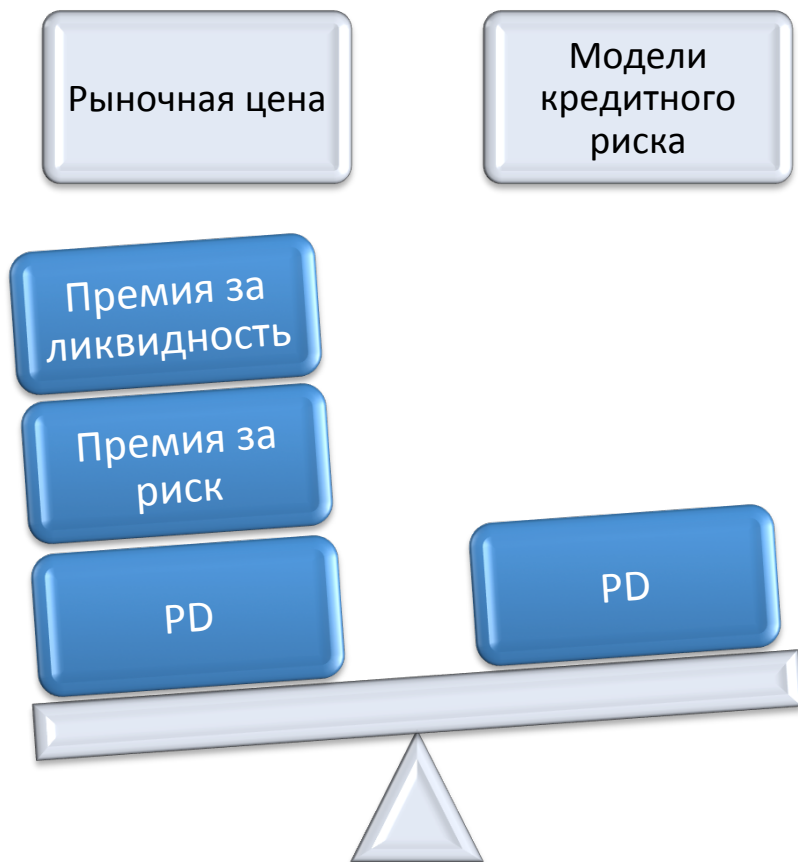 Рыночная цена
Модели
кредитного
риска
Премия за
ликвидность
Премия за
риск
PD
PD